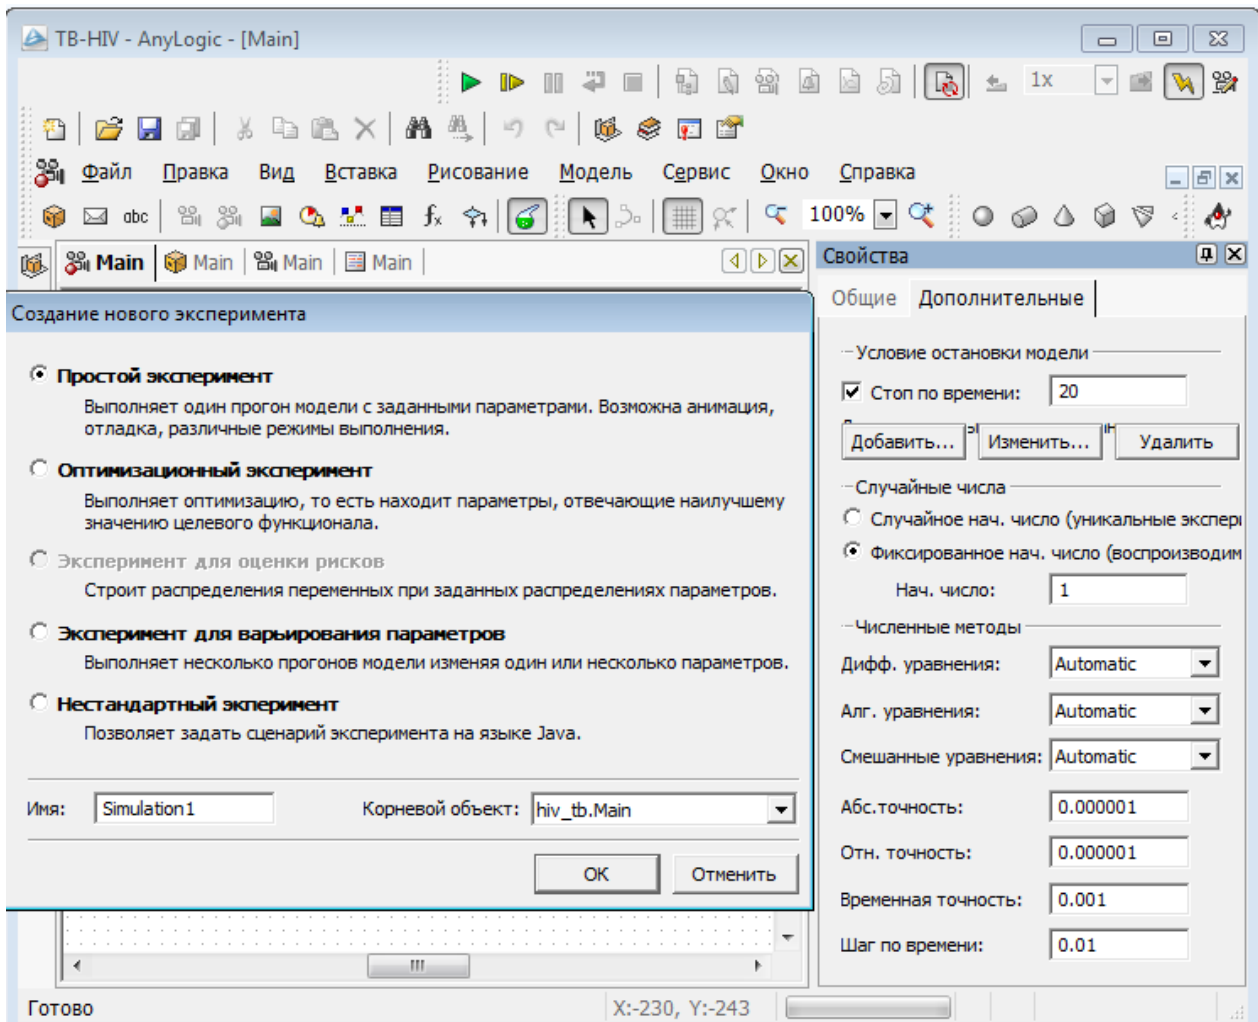 TB-HIV - AnyLogic - [Main]
1x
Файл Правка Вид Вставка Рисование Модель Сервис Окно Справка
abc 100%
Main Main Main Main
Свойства
Общие Дополнительные
Создание нового эксперимента
Простой эксперимент
Выполняет один прогон модели с заданными параметрами. Возможна анимация,
отладка, различные режимы выполнения.
Оптимизационный эксперимент
Выполняет оптимизацию, то есть находит параметры, отвечающие наилучшему
значению целевого функционала.
Эксперимент для оценки рисков
Строит распределения переменных при заданных распределениях параметров.
Эксперимент для варьирования параметров
Выполняет несколько прогонов модели изменяя один или несколько параметров.
Нестандартный экперимент
Позволяет задать сценарий эксперимента на языке Java.
Имя: Simulation1 Корневой объект: hiv_tb.Main
OK Отменить
Условие остановки модели
Стоп по времени: 20
Добавить... Изменить... Удалить
Случайные числа
Случайное нач. число (уникальные экспери
Фиксированное нач. число (воспроизводим
Нач. число: 1
Численные методы
Дифф. уравнения: Automatic
Алг. уравнения: Automatic
Смешанные уравнения: Automatic
Абс.точность: 0.000001
Отн. точность: 0.000001
Временная точность: 0.001
Шаг по времени: 0.01
Готово X:-230, Y:-243